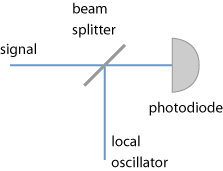 beam
splitter
signal
photodiode
local
oscillator